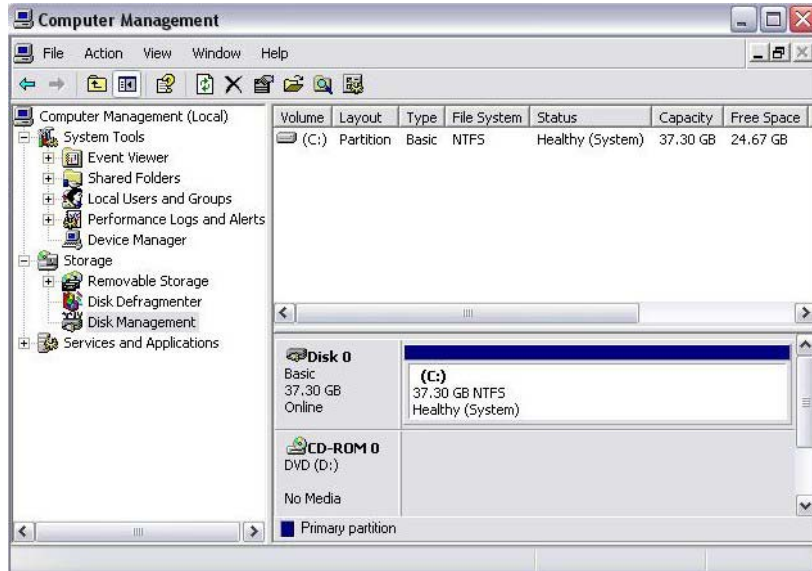 Computer Management
File Action View Window Help
Computer Management (Local)
System Tools
Event Viewer
Shared Folders
Local Users and Groups
Performance Logs and Alerts
Device Manager
Storage
Removable Storage
Disk Defragmenter
Disk Management
Services and Applications
Volume Layout Type File System Status Capacity Free Space
(C:) Partition Basic NTFS Healthy (System) 37.30 GB 24.67 GB
Disk 0
Basic
37.30 GB
Online
(C:)
37.30 GB NTFS
Healthy (System)
CD-ROM 0
DVD (D:)
No Media
Primary partition